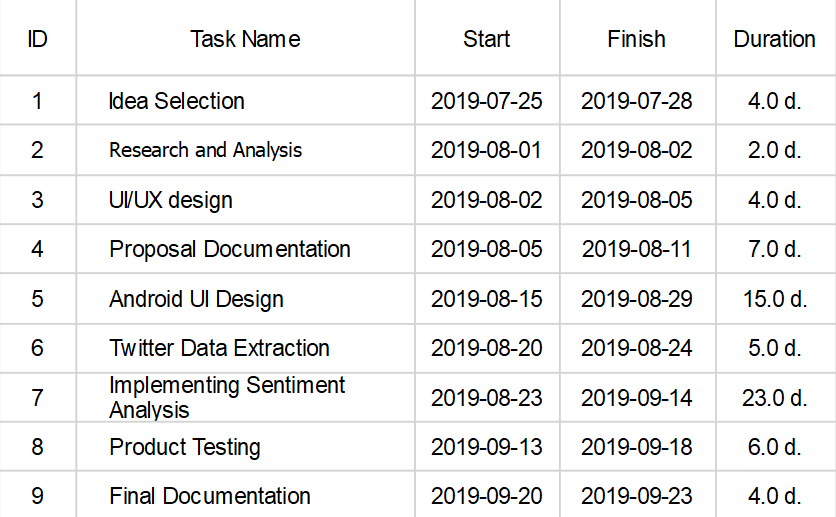 ID Task Name Start Finish Duration
1 Idea Selection 2019-07-25 2019-07-28 4.0 d.
2 Research and Analysis 2019-08-01 2019-08-02 2.0 d.
3 UI/UX design 2019-08-02 2019-08-05 4.0 d.
4 Proposal Documentation 2019-08-05 2019-08-11 7.0 d.
5 Android UI Design 2019-08-15 2019-08-29 15.0 d.
6 Twitter Data Extraction 2019-08-20 2019-08-24 5.0 d.
7 Implementing Sentiment
Analysis 2019-08-23 2019-09-14 23.0 d.
8 Product Testing 2019-09-13 2019-09-18 6.0 d.
9 Final Documentation 2019-09-20 2019-09-23 4.0 d.